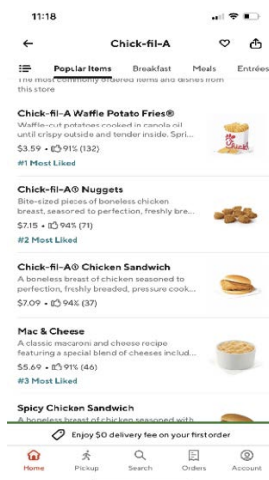 11:18
Chick-fil-A
Popular Items Breakfast Meals Entrées
The most commonly ordered items and dishes from
this store
Chick-fil-A Waffle Potato Fries®
Waffle-cut potatoes cooked in canola oil
until crispy outside and tender inside. Spri...
$3.59 • 91% (132)
#1 Most Liked
Chick-fil-A® Nuggets
Bite-sized pieces of boneless chicken
breast, seasoned to perfection, freshly bre...
$7.15 • 94% (71)
#2 Most Liked
Chick-fil-A® Chicken Sandwich
A boneless breast of chicken seasoned to
perfection, freshly breaded, pressure cook...
$7.09 • 94% (37)
Mac & Cheese
A classic macaroni and cheese recipe
featuring a special blend of cheeses includ...
$5.69 • 91% (46)
#3 Most Liked
Spicy Chicken Sandwich
A boneless breast of chicken seasoned with
Enjoy $0 delivery fee on your first order
Home Pickup Search Orders Account